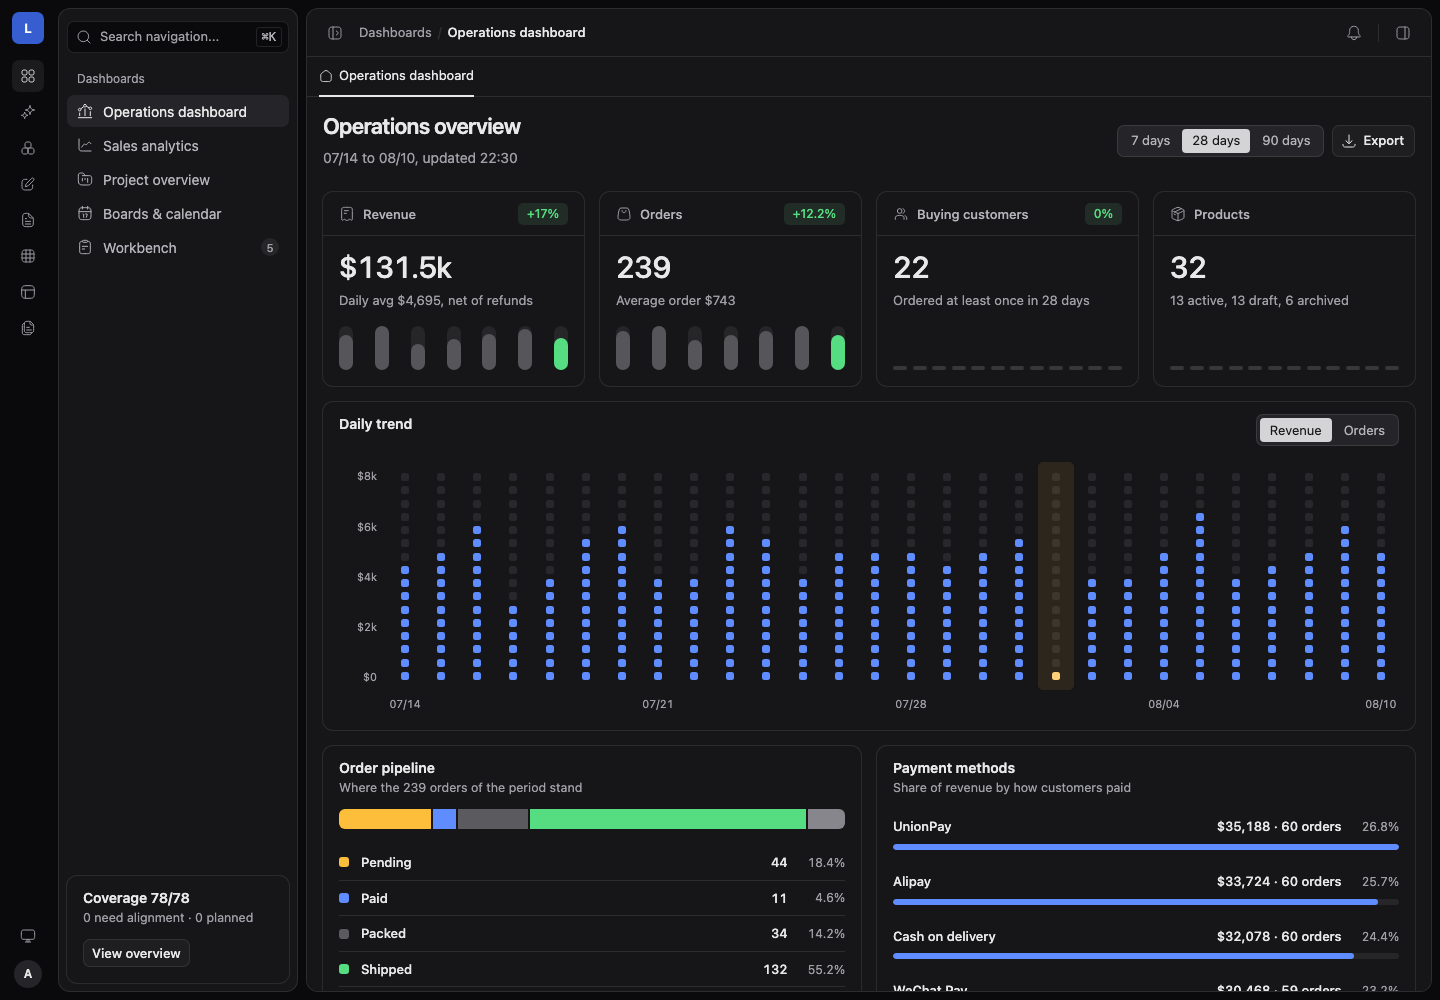 L
Search navigation...
⌘K
Dashboards
Operations dashboard
Sales analytics
Project overview
Boards & calendar
Workbench
5
Coverage 78/78
0 need alignment · 0 planned
View overview
A
Dashboards / Operations dashboard
Operations dashboard
Operations overview
07/14 to 08/10, updated 22:30
7 days
28 days
90 days
Export
Revenue
+17%
$131.5k
Daily avg $4,695, net of refunds
Orders
+12.2%
239
Average order $743
Buying customers
0%
22
Ordered at least once in 28 days
Products
32
13 active, 13 draft, 6 archived
Daily trend
Revenue
Orders
$8k
$6k
$4k
$2k
$0
07/14
07/21
07/28
08/04
08/10
Order pipeline
Where the 239 orders of the period stand
Pending 44 18.4%
Paid 11 4.6%
Packed 34 14.2%
Shipped 132 55.2%
Payment methods
Share of revenue by how customers paid
UnionPay $35,188 · 60 orders 26.8%
Alipay $33,724 · 60 orders 25.7%
Cash on delivery $32,078 · 60 orders 24.4%
WeChat Pay $30,468 · 59 orders 23.2%